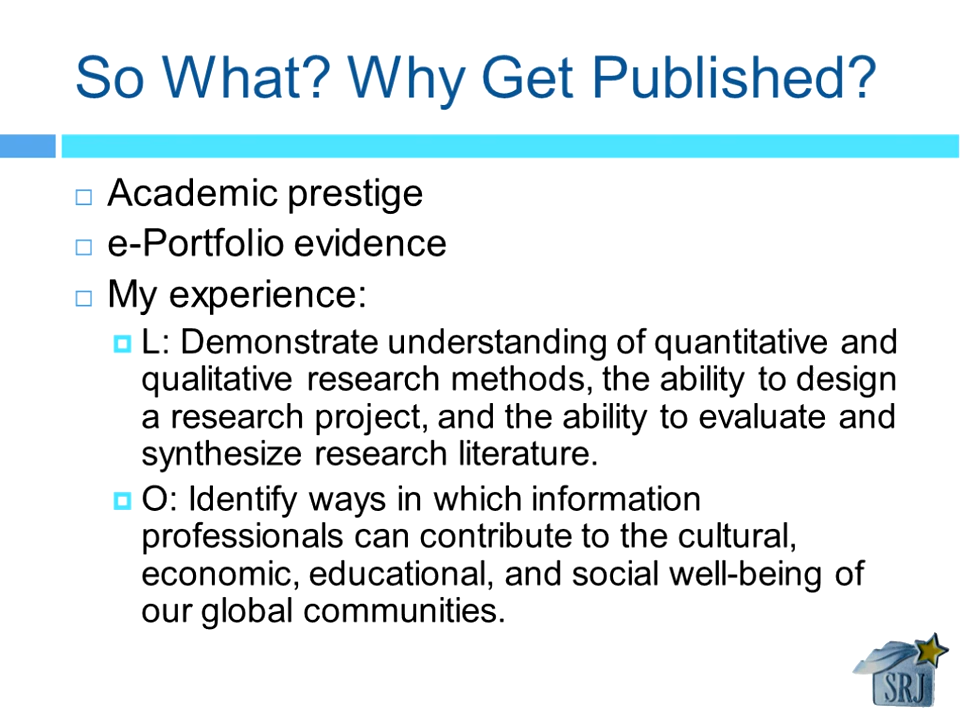 So What? Why Get Published?
Academic prestige
e-Portfolio evidence
My experience:
L: Demonstrate understanding of quantitative and
qualitative research methods, the ability to design
a research project, and the ability to evaluate and
synthesize research literature.
O: Identify ways in which information
professionals can contribute to the cultural,
economic, educational, and social well-being of
our global communities.
SRJ